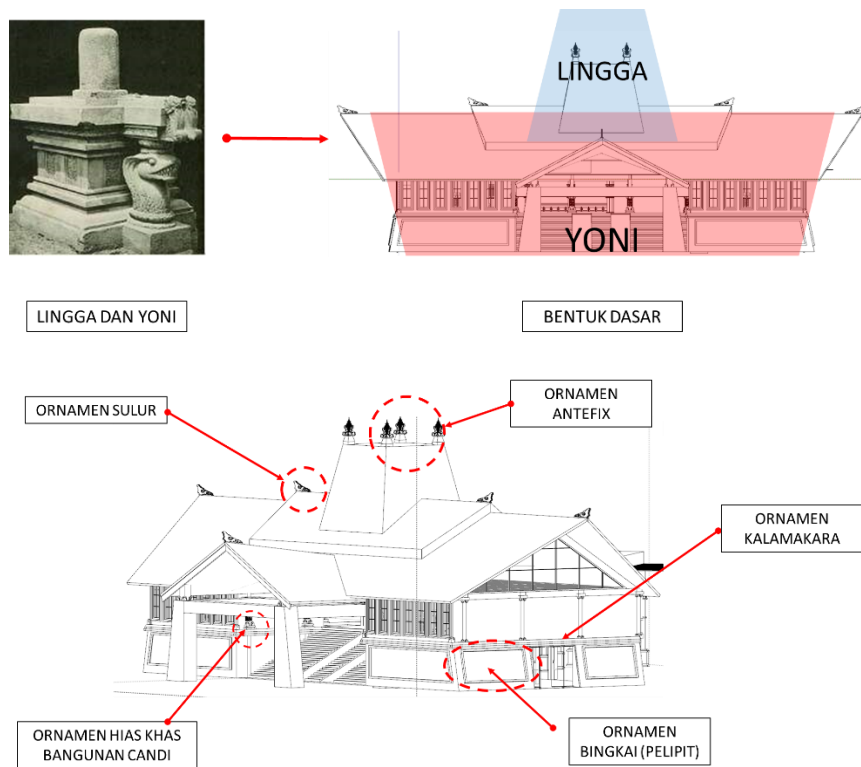 LINGGA
YONI
LINGGA DAN YONI
BENTUK DASAR
ORNAMEN SULUR
ORNAMEN
ANTEFIX
ORNAMEN
KALAMAKARA
ORNAMEN HIAS KHAS
BANGUNAN CANDI
ORNAMEN
BINGKAI (PELIPIT)